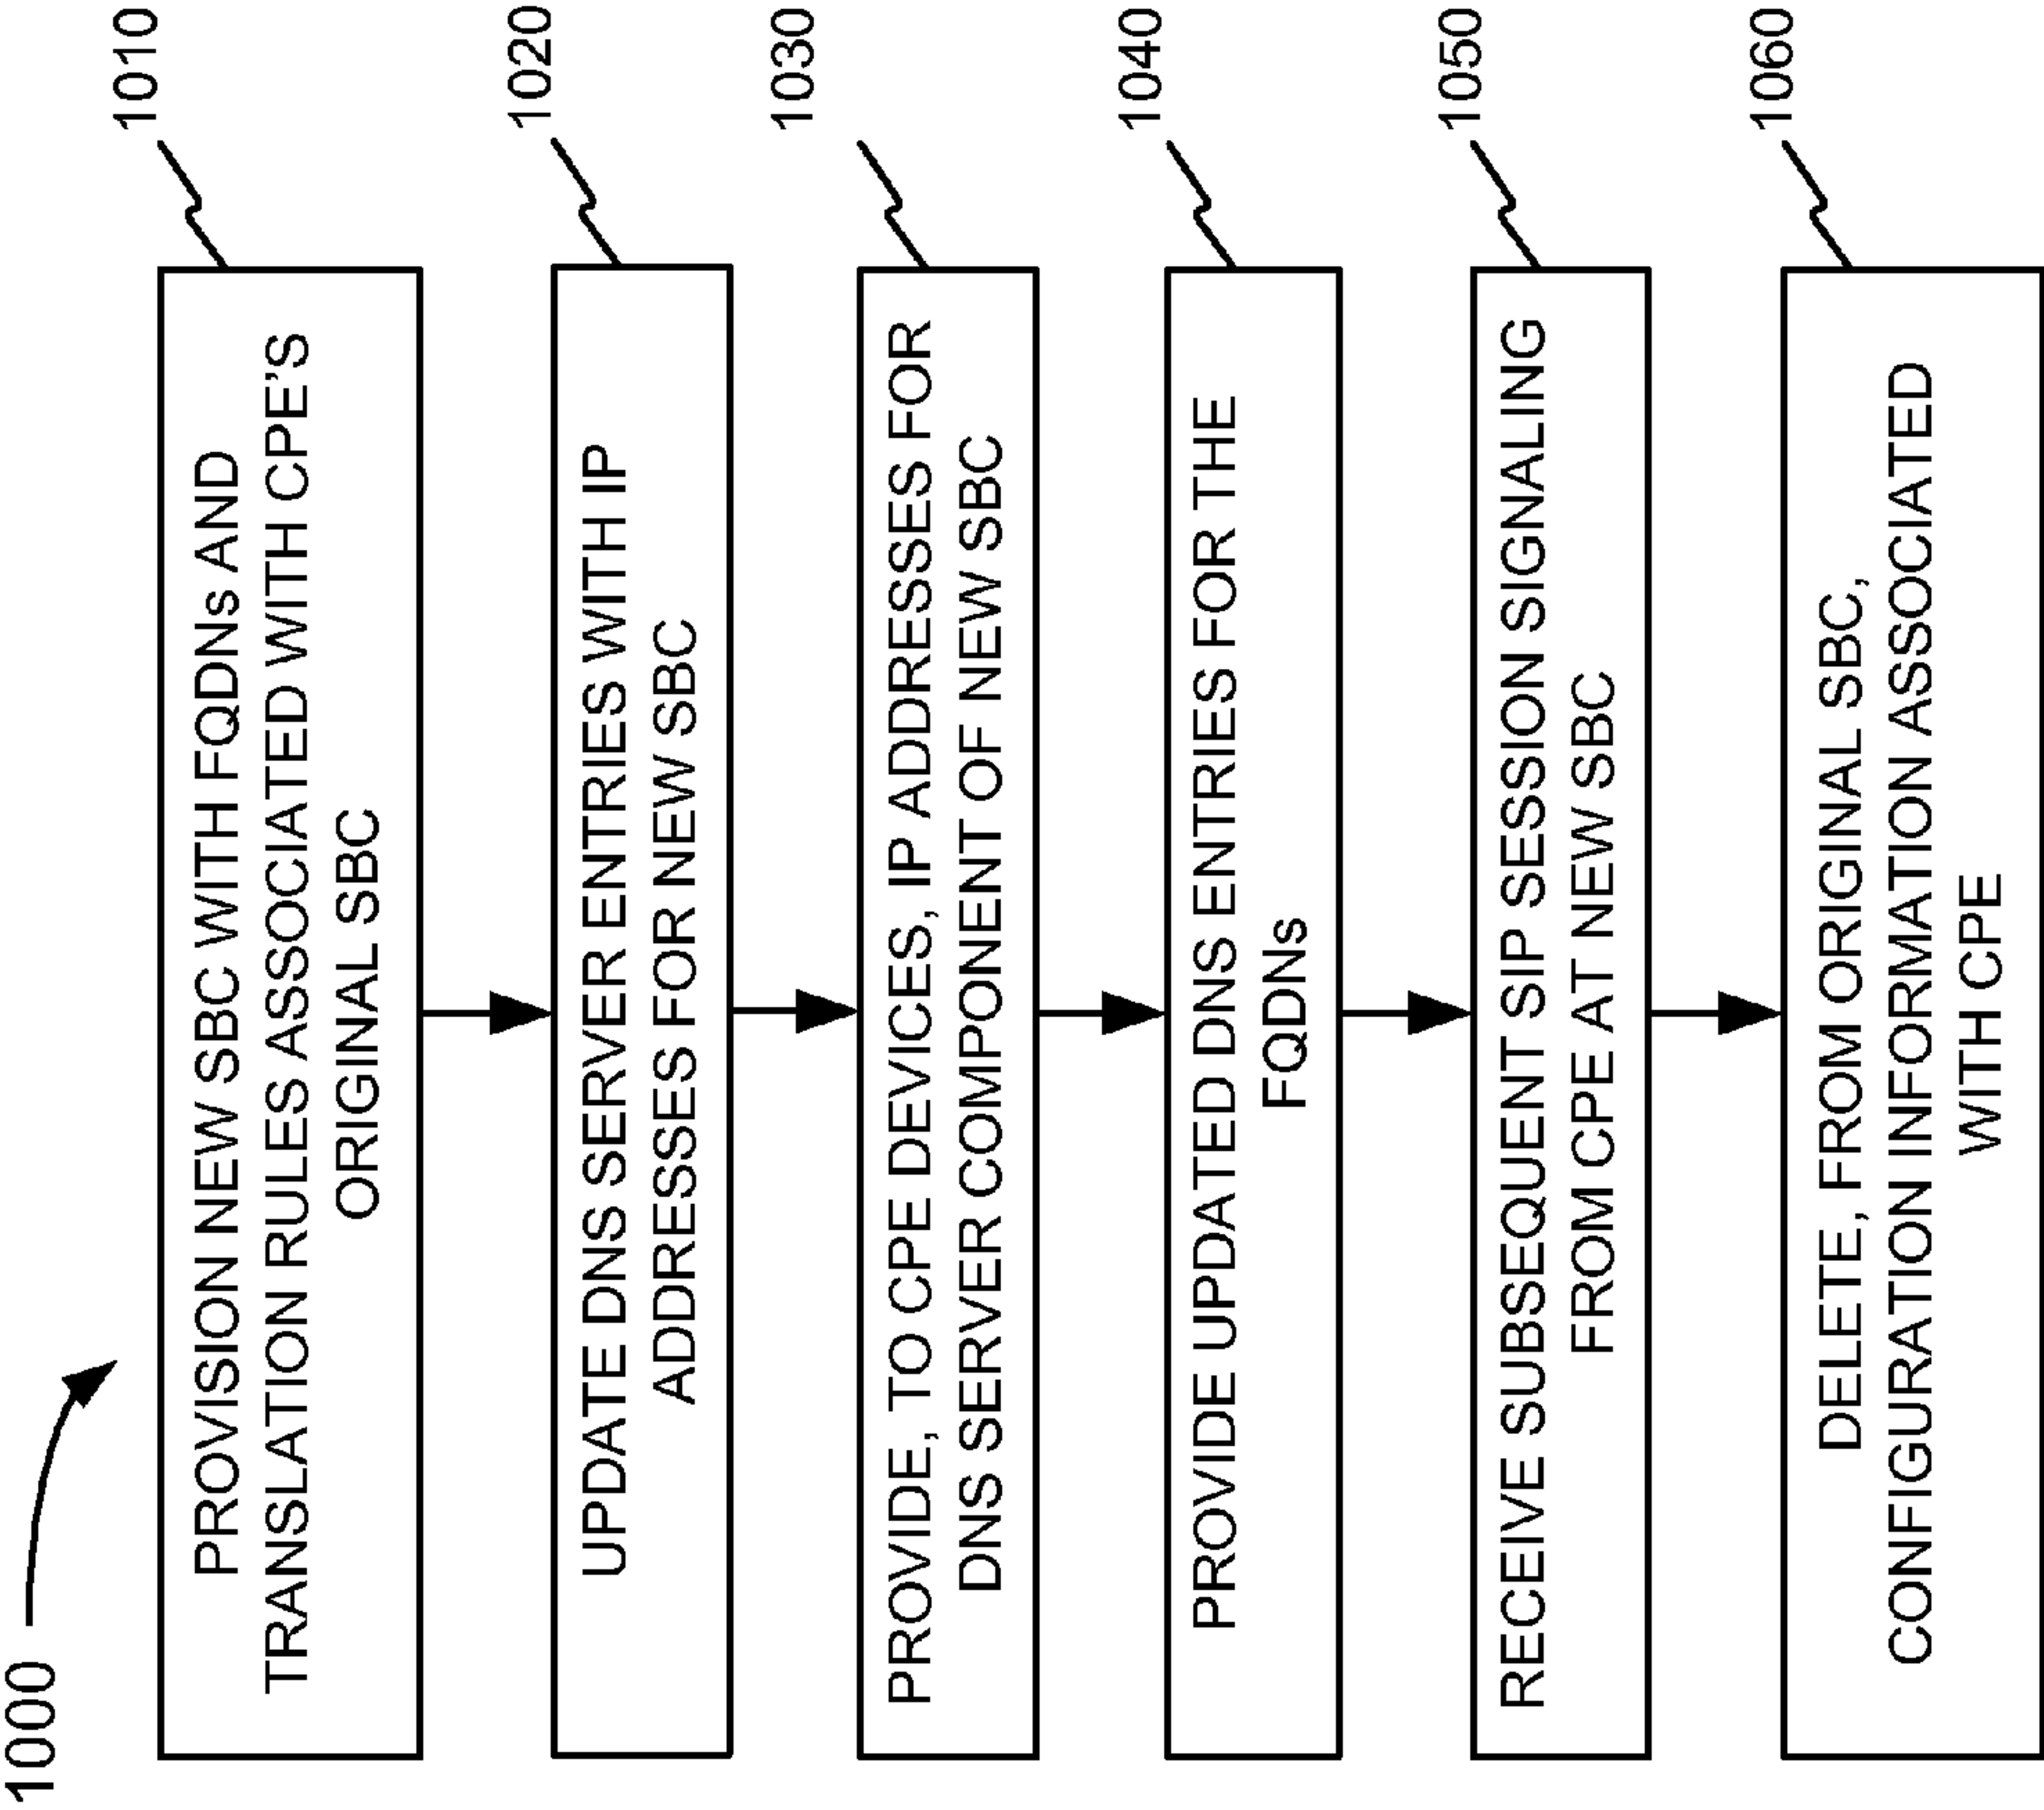 1000
1010
PROVISION NEW SBC WITH FQDNs AND
TRANSLATION RULES ASSOCIATED WITH CPE'S
ORIGINAL SBC
1020
UPDATE DNS SERVER ENTRIES WITH IP
ADDRESSES FOR NEW SBC
1030
PROVIDE, TO CPE DEVICES, IP ADDRESSES FOR
DNS SERVER COMPONENT OF NEW SBC
1040
PROVIDE UPDATED DNS ENTRIES FOR THE
FQDNs
1050
RECEIVE SUBSEQUENT SIP SESSION SIGNALING
FROM CPE AT NEW SBC
1060
DELETE, FROM ORIGINAL SBC,
CONFIGURATION INFORMATION ASSOCIATED
WITH CPE